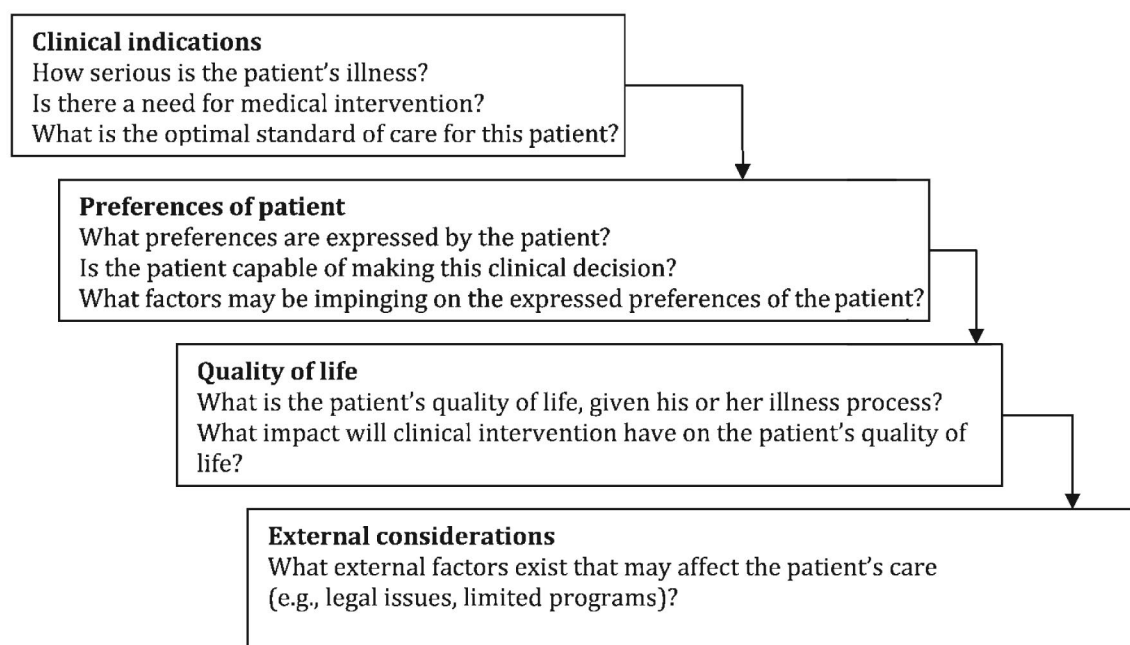 Clinical indications
How serious is the patient's illness?
Is there a need for medical intervention?
What is the optimal standard of care for this patient?
Preferences of patient
What preferences are expressed by the patient?
Is the patient capable of making this clinical decision?
What factors may be impinging on the expressed preferences of the patient?
Quality of life
What is the patient's quality of life, given his or her illness process?
What impact will clinical intervention have on the patient's quality of
life?
External considerations
What external factors exist that may affect the patient's care
(e.g., legal issues, limited programs)?